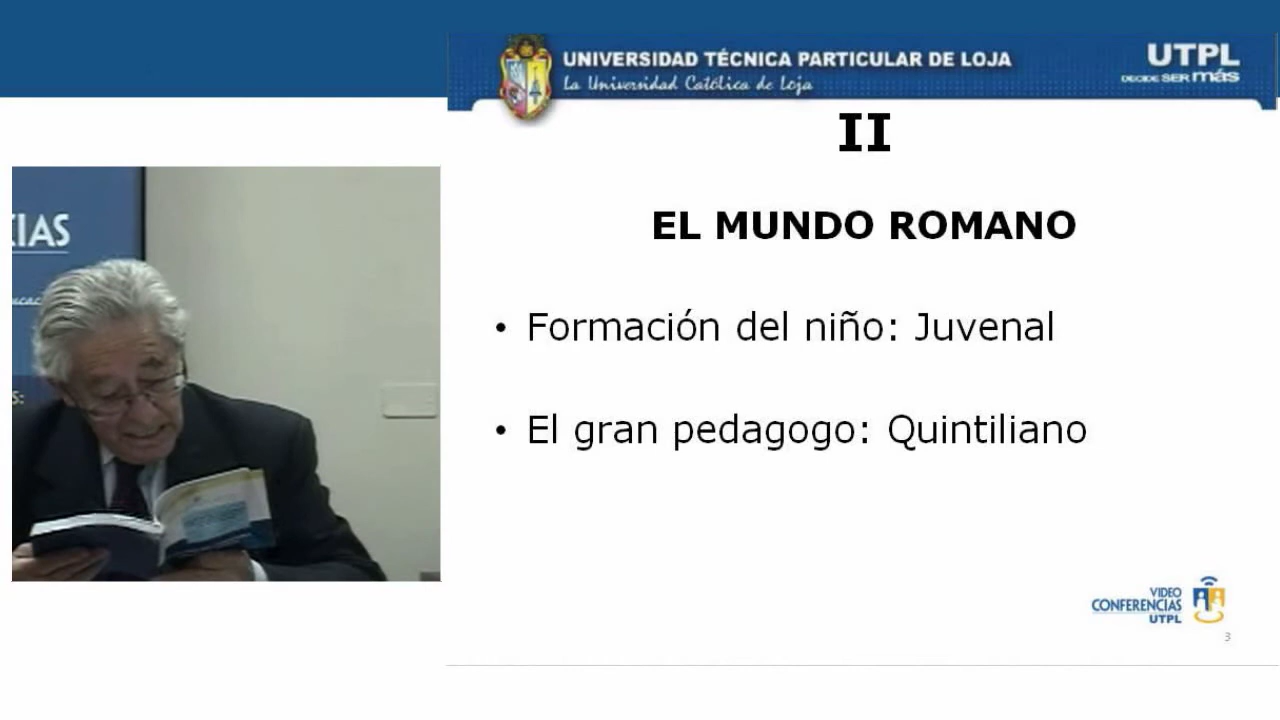 UNIVERSIDAD TÉCNICA PARTICULAR DE LOJA
La Universidad Católica de Loja
UTPL
DECIDE SER más
II
EL MUNDO ROMANO
• Formación del niño: Juvenal
• El gran pedagogo: Quintiliano
VIDEO
CONFERENCIAS
UTPL
3